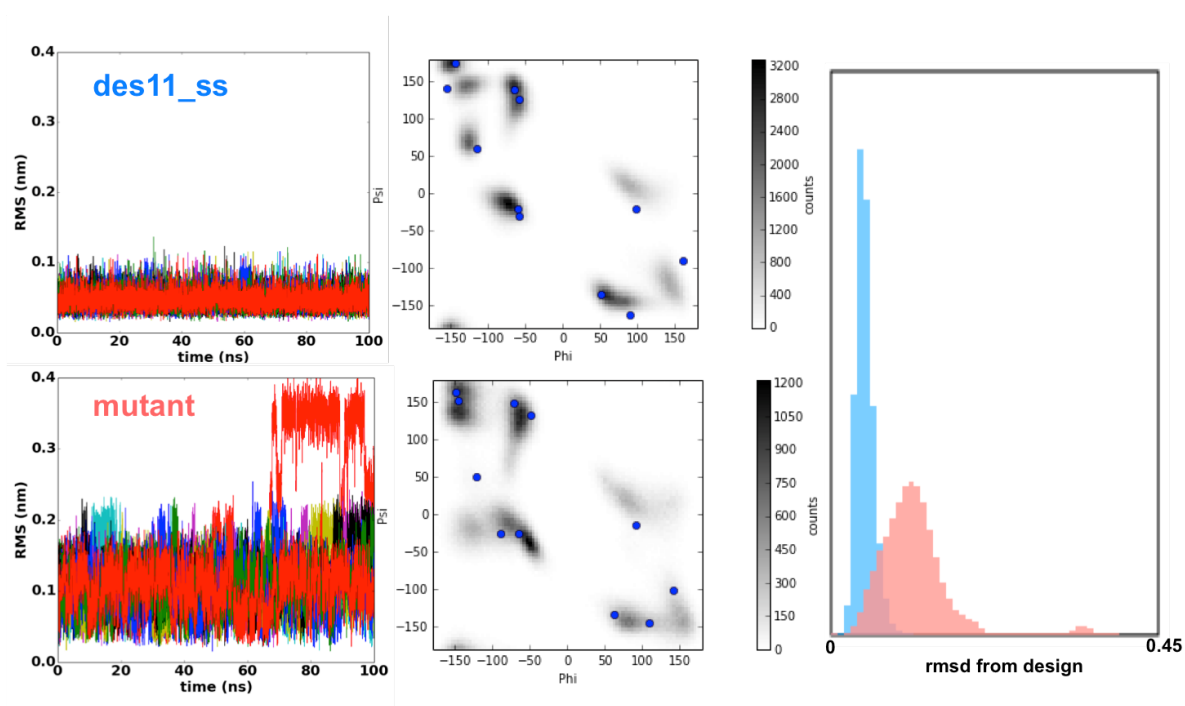 des11_ss
RMS (nm)
0.4
0.3
0.2
0.1
0.0
0 20 40 60 80 100
time (ns)
Psi
150
100
50
0
−50
−100
−150
−150 −100 −50 0 50 100 150
Phi
3200
2800
2400
2000
1600
1200
800
400
0
counts
mutant
RMS (nm)
0.4
0.3
0.2
0.1
0.0
0 20 40 60 80 100
time (ns)
Psi
150
100
50
0
−50
−100
−150
−150 −100 −50 0 50 100 150
Phi
1200
1050
900
750
600
450
300
150
0
counts
0 0.45
rmsd from design